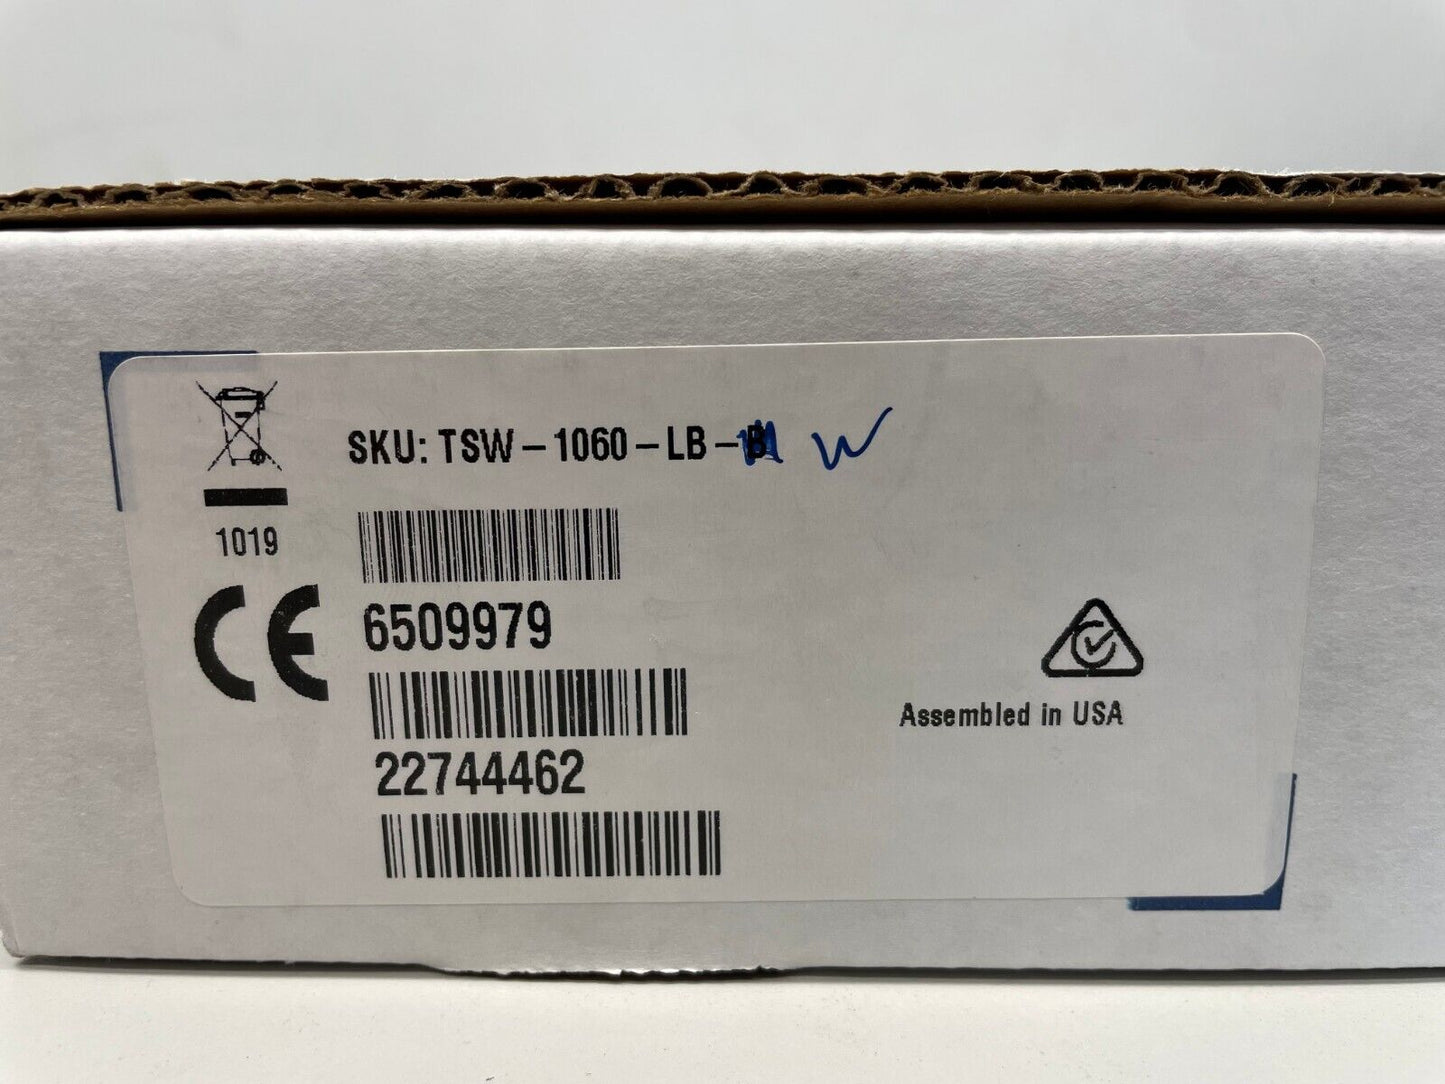 SKU: TSW-1060-LB-B W
1019
6509979
CE
22744462
Assembled in USA